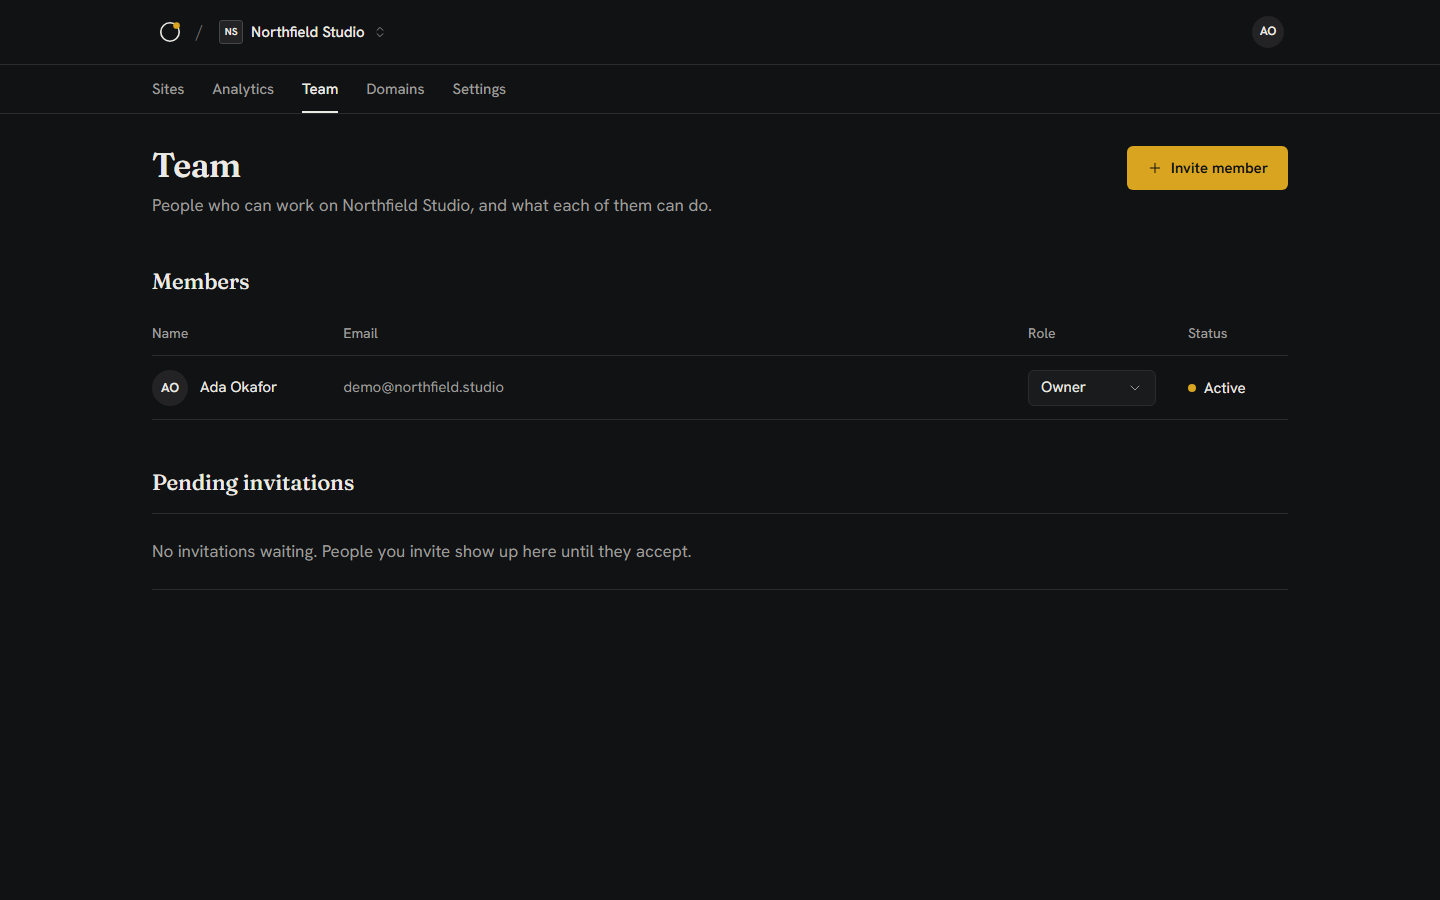 / NS Northfield Studio AO
Sites Analytics Team Domains Settings
Team
+ Invite member
People who can work on Northfield Studio, and what each of them can do.
Members
Name Email Role Status
AO Ada Okafor demo@northfield.studio Owner Active
Pending invitations
No invitations waiting. People you invite show up here until they accept.